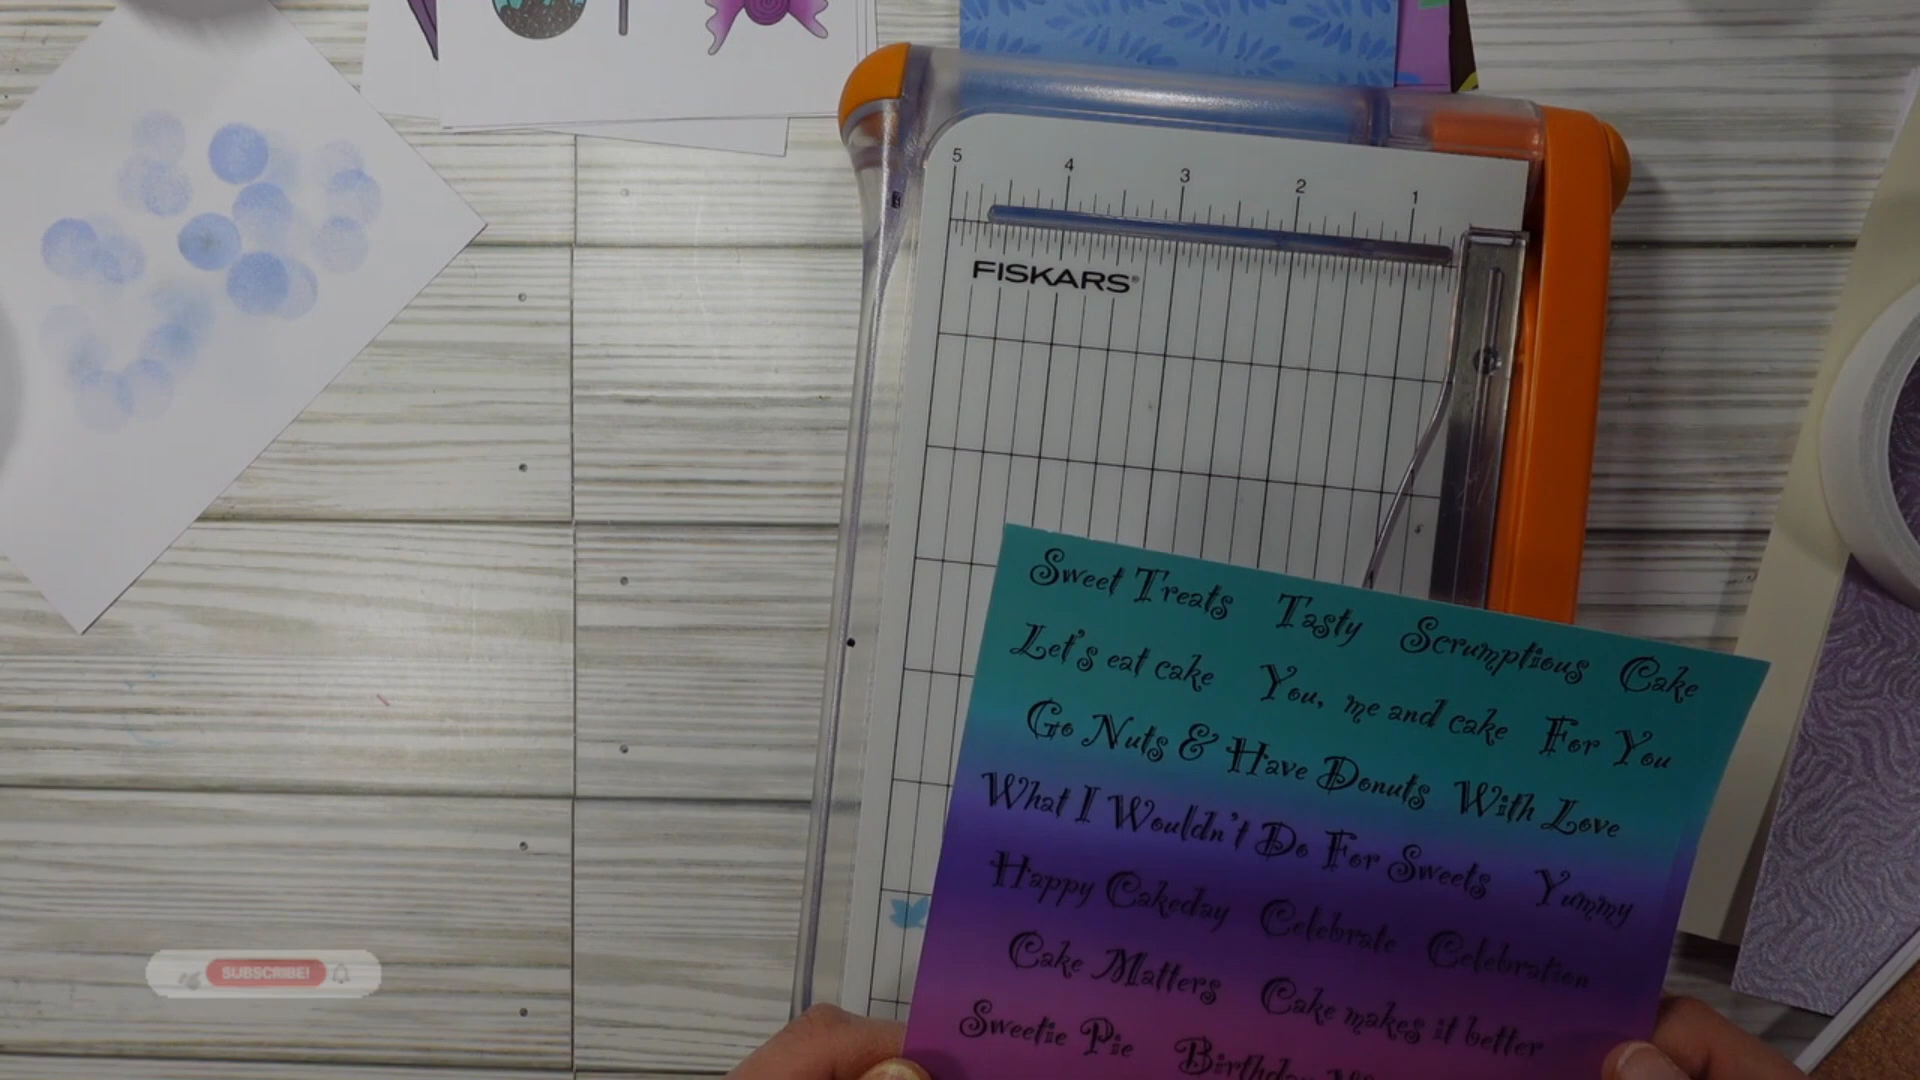 5 4 3 2 1
FISKARS
Sweet Treats Tasty Scrumptious Cake
Let's eat cake You, me and cake For You
Go Nuts & Have Donuts With Love
What I Wouldn't Do For Sweets Yummy
Happy Cakeday Celebrate Celebration
Cake Matters Cake makes it better
Sweetie Pie Birthday
SUBSCRIBE!